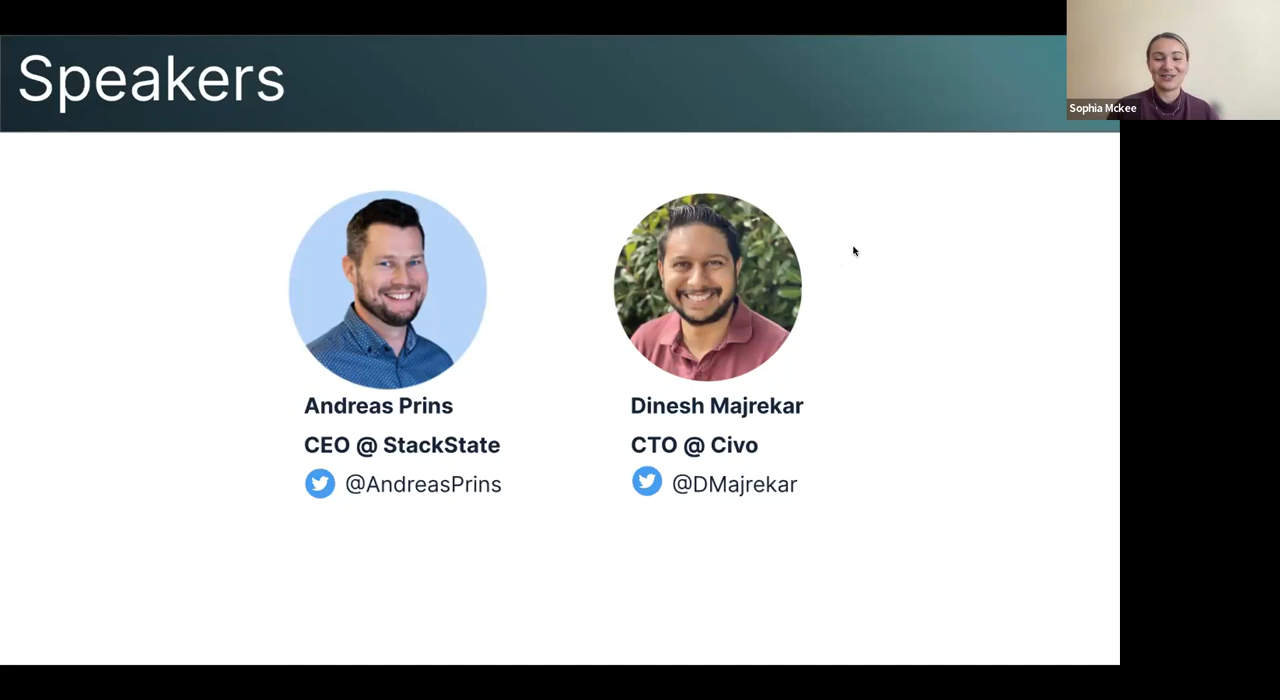 Speakers
Sophia Mckee
Andreas Prins
CEO @ StackState
@AndreasPrins
Dinesh Majrekar
CTO @ Civo
@DMajrekar